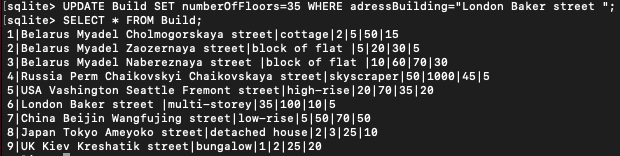 [sqlite> UPDATE Build SET numberOfFloors=35 WHERE adressBuilding="London Baker street ";
[sqlite> SELECT * FROM Build;
1|Belarus Myadel Cholmogorskaya street|cottage|2|5|50|15
2|Belarus Myadel Zaozernaya street|block of flat |5|20|30|5
3|Belarus Myadel Nabereznaya street |block of flat |10|60|70|30
4|Russia Perm Chaikovskyi Chaikovskaya street|skyscraper|50|1000|45|5
5|USA Vashington Seattle Fremont street|high-rise|20|70|35|20
6|London Baker street |multi-storey|35|100|10|5
7|China Beijin Wangfujing street|low-rise|5|50|70|50
8|Japan Tokyo Ameyoko street|detached house|2|3|25|10
9|UK Kiev Kreshatik street|bungalow|1|2|25|20